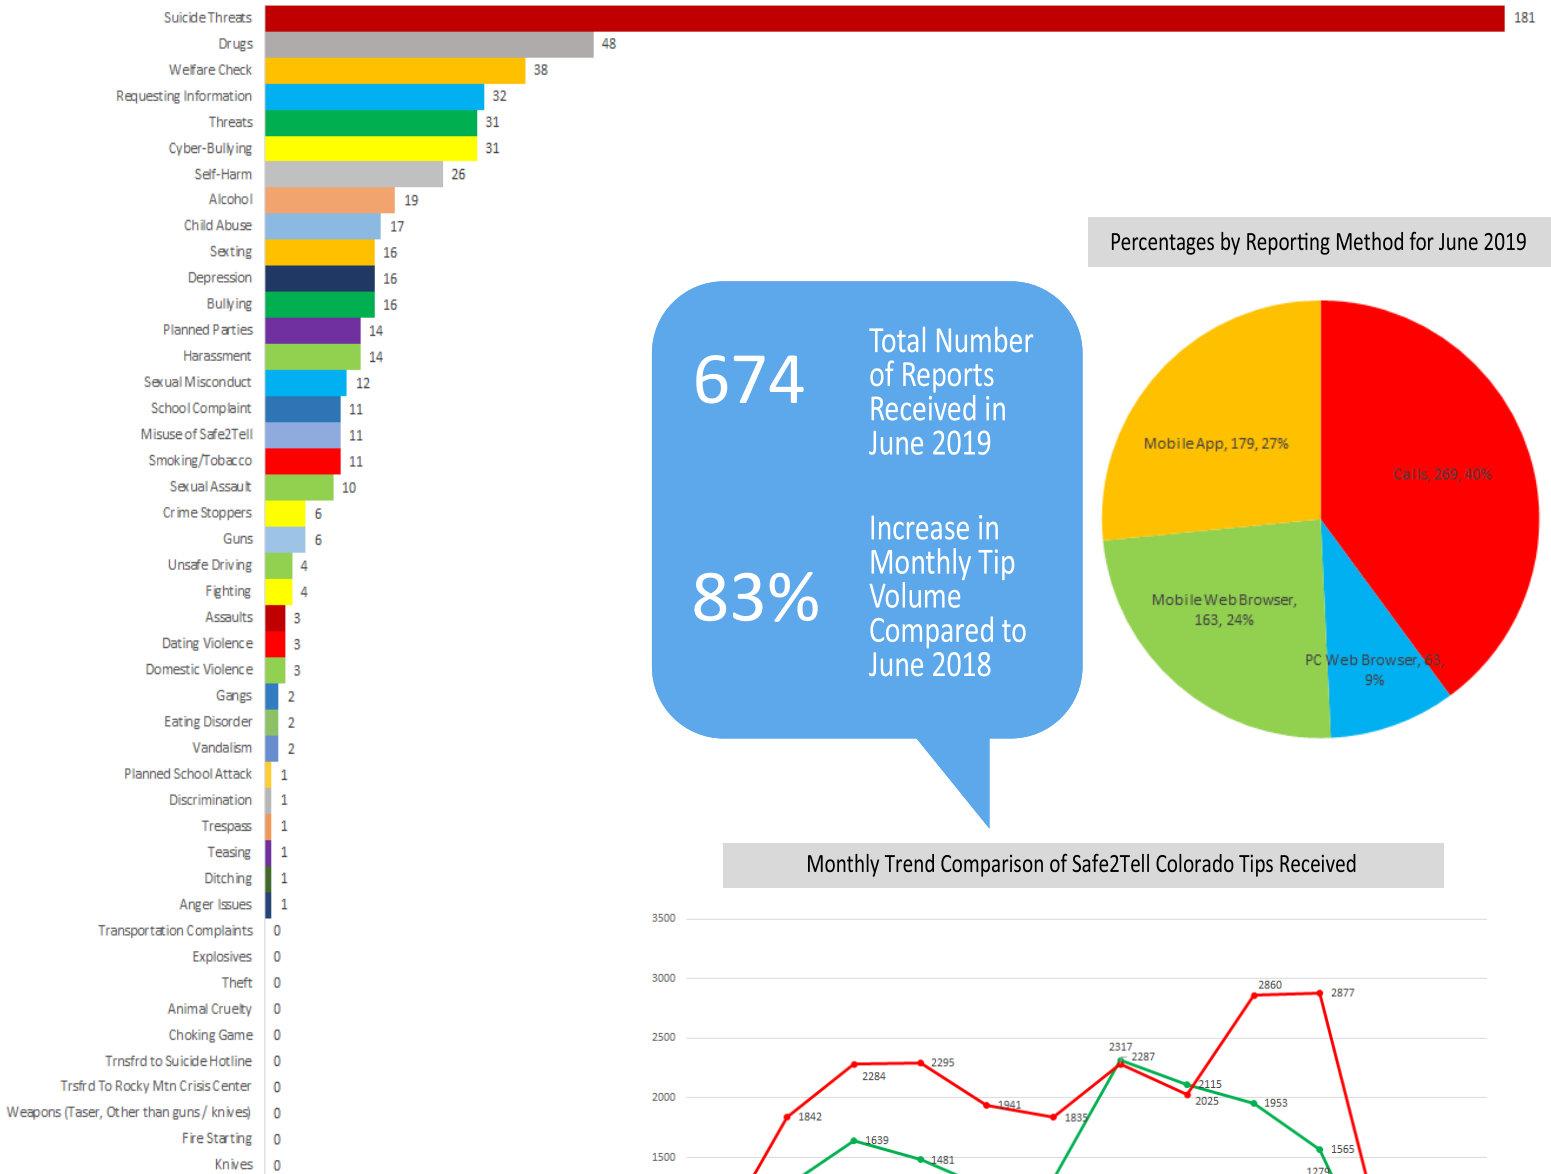 Suicide Threats 181
Drugs 48
Welfare Check 38
Requesting Information 32
Threats 31
Cyber-Bullying 31
Self-Harm 26
Alcohol 19
Child Abuse 17
Sexting 16
Depression 16
Bullying 16
Planned Parties 14
Harassment 14
Sexual Misconduct 12
School Complaint 11
Misuse of Safe2Tell 11
Smoking/Tobacco 11
Sexual Assault 10
Crime Stoppers 6
Guns 6
Unsafe Driving 4
Fighting 4
Assaults 3
Dating Violence 3
Domestic Violence 3
Gangs 2
Eating Disorder 2
Vandalism 2
Planned School Attack 1
Discrimination 1
Trespass 1
Teasing 1
Ditching 1
Anger Issues 1
Transportation Complaints 0
Explosives 0
Theft 0
Animal Cruelty 0
Choking Game 0
Trnsfrd to Suicide Hotline 0
Trsfrd To Rocky Mtn Crisis Center 0
Weapons (Taser, Other than guns / knives) 0
Fire Starting 0
Knives 0
674
Total Number
of Reports
Received in
June 2019
83%
Increase in
Monthly Tip
Volume
Compared to
June 2018
Percentages by Reporting Method for June 2019
Mobile App, 179, 27%
Calls, 269, 40%
Mobile Web Browser,
163, 24%
PC Web Browser, 63,
9%
Monthly Trend Comparison of Safe2Tell Colorado Tips Received
3500
3000
2500
2000
1500
1842
2284
2295
1941
1835
2317
2287
2115
2025
2860
2877
1953
1565
1639
1481
1279